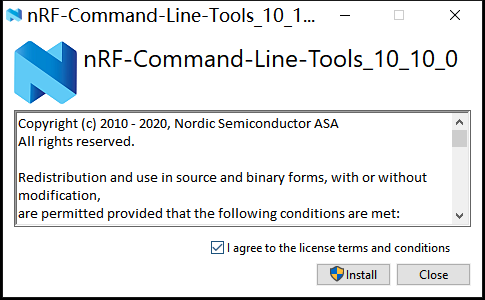 nRF-Command-Line-Tools_10_1...
nRF-Command-Line-Tools_10_10_0
Copyright (c) 2010 - 2020, Nordic Semiconductor ASA
All rights reserved.
Redistribution and use in source and binary forms, with or without
modification,
are permitted provided that the following conditions are met:
I agree to the license terms and conditions
Install
Close